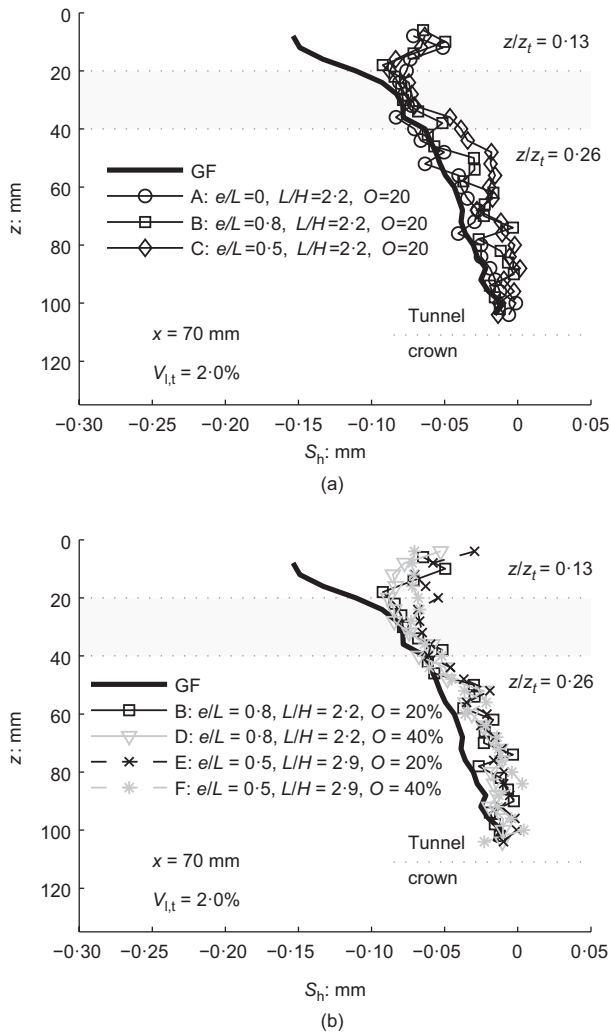 0
20
40
60
80
100
120
z: mm
z/z_t = 0·13
z/z_t = 0·26
GF
A: e/L=0, L/H=2·2, O=20
B: e/L=0·8, L/H=2·2, O=20
C: e/L=0·5, L/H=2·2, O=20
Tunnel
crown
x = 70 mm
V_l,t = 2·0%
−0·30 −0·25 −0·20 −0·15 −0·10 −0·05 0 0·05
S_h: mm
(a)
0
20
40
60
80
100
120
z: mm
z/z_t = 0·13
z/z_t = 0·26
GF
B: e/L = 0·8, L/H = 2·2, O = 20%
D: e/L = 0·8, L/H = 2·2, O = 40%
E: e/L = 0·5, L/H = 2·9, O = 20%
F: e/L = 0·5, L/H = 2·9, O = 40%
Tunnel
crown
x = 70 mm
V_l,t = 2·0%
−0·30 −0·25 −0·20 −0·15 −0·10 −0·05 0 0·05
S_h: mm
(b)